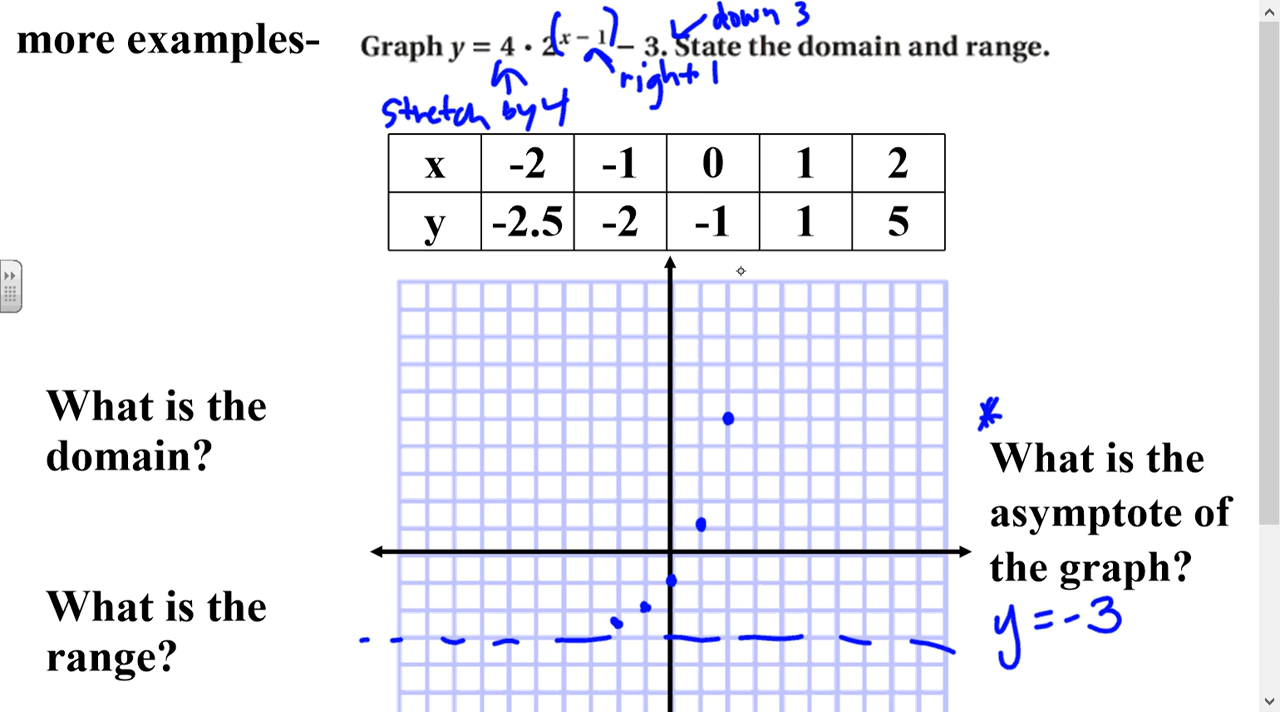 more examples-
Graph y = 4 · 2(x − 1) − 3. State the domain and range.
down 3
right 1
stretch by 4
x -2 -1 0 1 2
y -2.5 -2 -1 1 5
What is the
domain?
What is the
range?
*
What is the
asymptote of
the graph?
y=-3